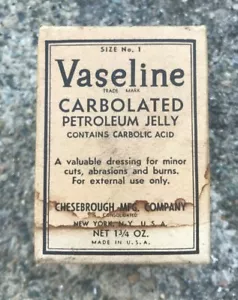 SIZE No. 1
Vaseline
TRADE MARK
CARBOLATED
PETROLEUM JELLY
CONTAINS CARBOLIC ACID
A valuable dressing for minor
cuts, abrasions and burns.
For external use only.
CHESEBROUGH MFG. COMPANY
CONSOLIDATED
NEW YORK, N.Y., U.S.A.
NET 1¾ OZ.
MADE IN U.S.A.